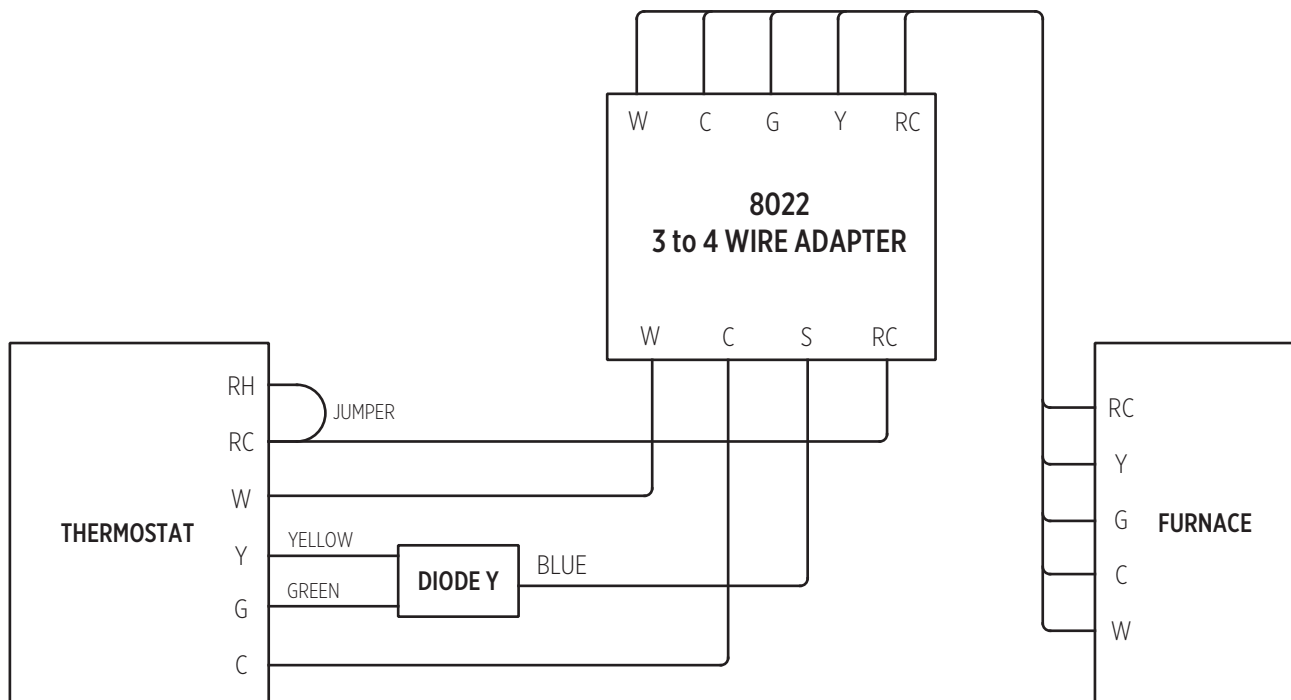 W C G Y RC
8022
3 to 4 WIRE ADAPTER
W C S RC
THERMOSTAT
RH
JUMPER
RC
W
Y
YELLOW
G
GREEN
C
DIODE Y
BLUE
RC
Y
G
C
W
FURNACE